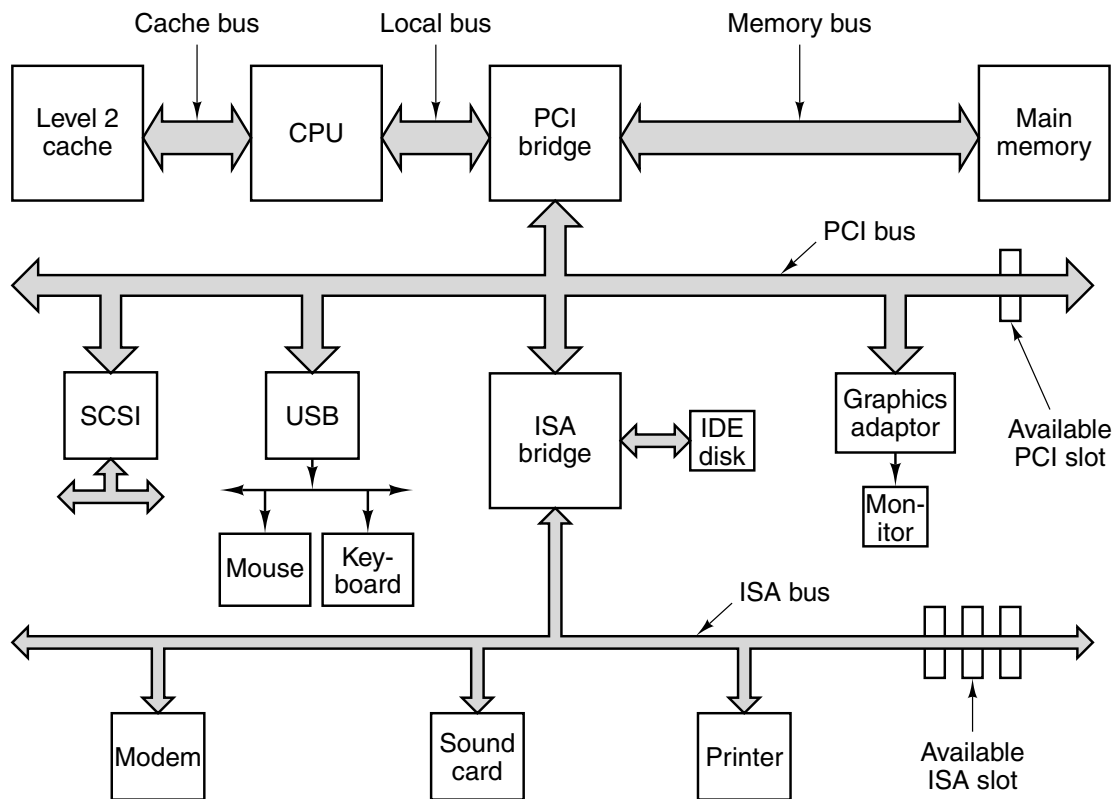 Cache bus
Local bus
Memory bus
Level 2
cache
CPU
PCI
bridge
Main
memory
PCI bus
SCSI
USB
ISA
bridge
IDE
disk
Graphics
adaptor
Available
PCI slot
Mon-
itor
Mouse
Key-
board
ISA bus
Modem
Sound
card
Printer
Available
ISA slot